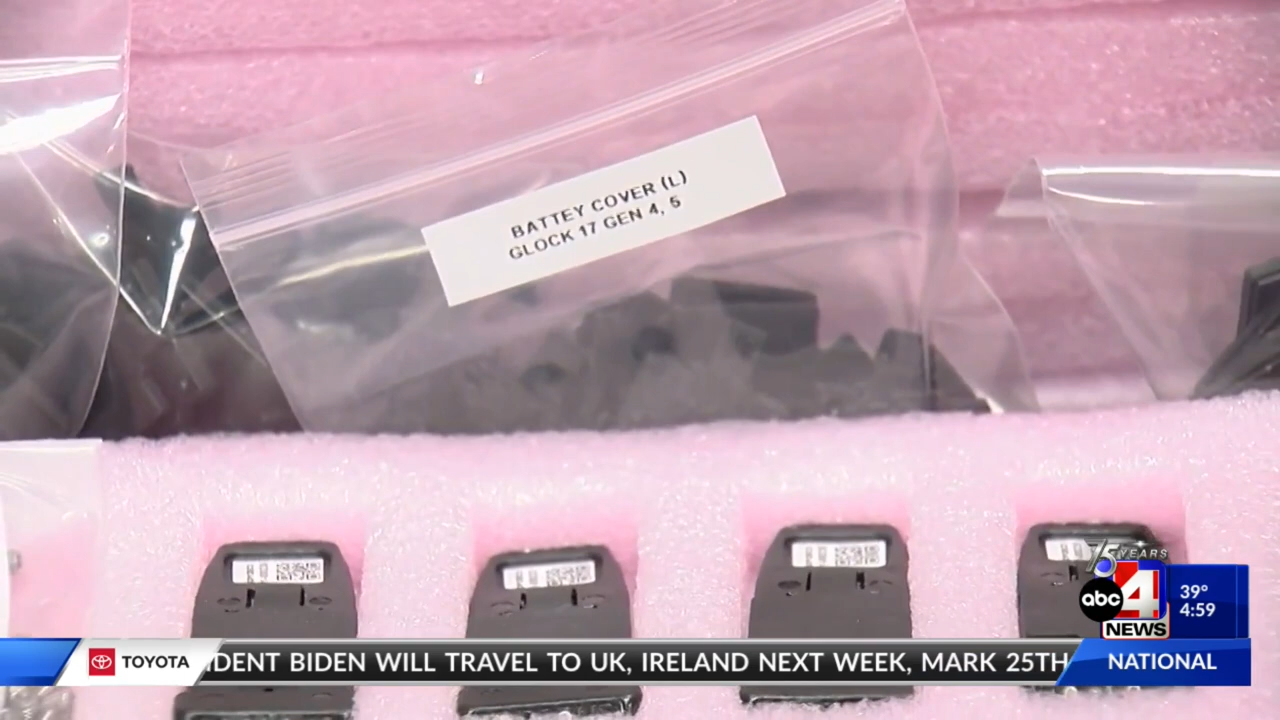 BATTEY COVER (L)
GLOCK 17 GEN 4, 5
75 YEARS
abc 4
NEWS
39°
4:59
TOYOTA
IDENT BIDEN WILL TRAVEL TO UK, IRELAND NEXT WEEK, MARK 25TH
NATIONAL